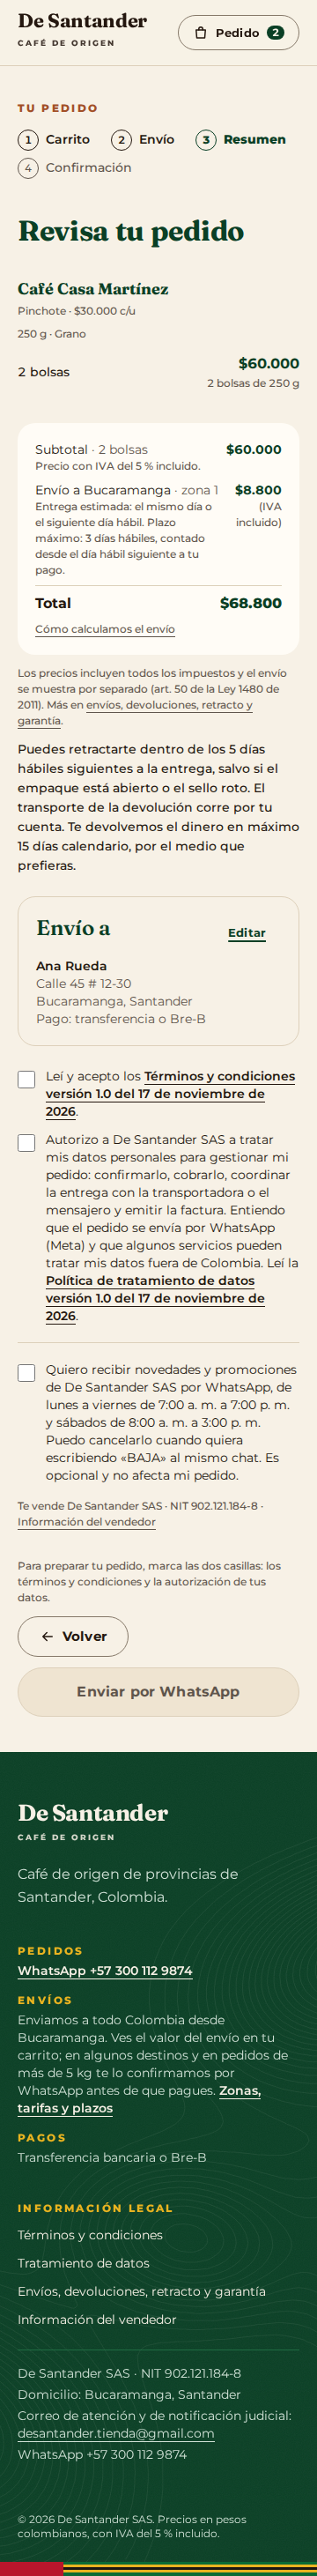 De Santander
CAFÉ DE ORIGEN
Pedido 2
TU PEDIDO
1 Carrito 2 Envío 3 Resumen
4 Confirmación
Revisa tu pedido
Café Casa Martínez
Pinchote · $30.000 c/u
250 g · Grano
2 bolsas $60.000
2 bolsas de 250 g
Subtotal · 2 bolsas $60.000
Precio con IVA del 5 % incluido.
Envío a Bucaramanga · zona 1 $8.800
Entrega estimada: el mismo día o (IVA
el siguiente día hábil. Plazo incluido)
máximo: 3 días hábiles, contado
desde el día hábil siguiente a tu
pago.
Total $68.800
Cómo calculamos el envío
Los precios incluyen todos los impuestos y el envío
se muestra por separado (art. 50 de la Ley 1480 de
2011). Más en envíos, devoluciones, retracto y
garantía.
Puedes retractarte dentro de los 5 días
hábiles siguientes a la entrega, salvo si el
empaque está abierto o el sello roto. El
transporte de la devolución corre por tu
cuenta. Te devolvemos el dinero en máximo
15 días calendario, por el medio que
prefieras.
Envío a Editar
Ana Rueda
Calle 45 # 12-30
Bucaramanga, Santander
Pago: transferencia o Bre-B
Leí y acepto los Términos y condiciones
versión 1.0 del 17 de noviembre de
2026.
Autorizo a De Santander SAS a tratar
mis datos personales para gestionar mi
pedido: confirmarlo, cobrarlo, coordinar
la entrega con la transportadora o el
mensajero y emitir la factura. Entiendo
que el pedido se envía por WhatsApp
(Meta) y que algunos servicios pueden
tratar mis datos fuera de Colombia. Leí la
Política de tratamiento de datos
versión 1.0 del 17 de noviembre de
2026.
Quiero recibir novedades y promociones
de De Santander SAS por WhatsApp, de
lunes a viernes de 7:00 a. m. a 7:00 p. m.
y sábados de 8:00 a. m. a 3:00 p. m.
Puedo cancelarlo cuando quiera
escribiendo «BAJA» al mismo chat. Es
opcional y no afecta mi pedido.
Te vende De Santander SAS · NIT 902.121.184-8 ·
Información del vendedor
Para preparar tu pedido, marca las dos casillas: los
términos y condiciones y la autorización de tus
datos.
← Volver
Enviar por WhatsApp
De Santander
CAFÉ DE ORIGEN
Café de origen de provincias de
Santander, Colombia.
PEDIDOS
WhatsApp +57 300 112 9874
ENVÍOS
Enviamos a todo Colombia desde
Bucaramanga. Ves el valor del envío en tu
carrito; en algunos destinos y en pedidos de
más de 5 kg te lo confirmamos por
WhatsApp antes de que pagues. Zonas,
tarifas y plazos
PAGOS
Transferencia bancaria o Bre-B
INFORMACIÓN LEGAL
Términos y condiciones
Tratamiento de datos
Envíos, devoluciones, retracto y garantía
Información del vendedor
De Santander SAS · NIT 902.121.184-8
Domicilio: Bucaramanga, Santander
Correo de atención y de notificación judicial:
desantander.tienda@gmail.com
WhatsApp +57 300 112 9874
© 2026 De Santander SAS. Precios en pesos
colombianos, con IVA del 5 % incluido.